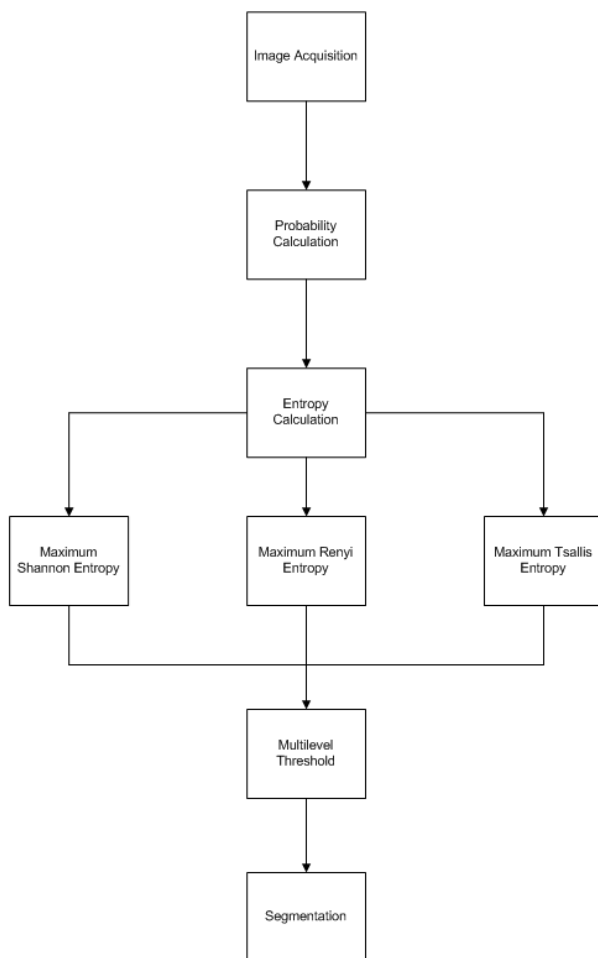 Image Acquisition
Probability
Calculation
Entropy
Calculation
Maximum
Shannon Entropy
Maximum Renyi
Entropy
Maximum Tsallis
Entropy
Multilevel
Threshold
Segmentation